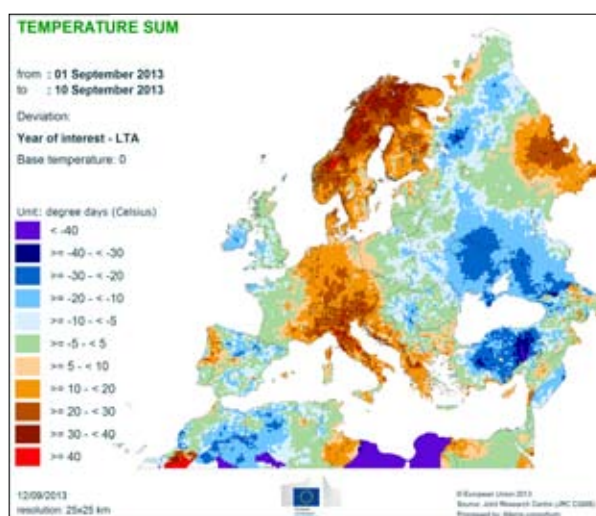 TEMPERATURE SUM
from : 01 September 2013
to : 10 September 2013
Deviation:
Year of interest - LTA
Base temperature: 0
Unit: degree days (Celsius)
< -40
>= -40 - < -30
>= -30 - < -20
>= -20 - < -10
>= -10 - < -5
>= -5 - < 5
>= 5 - < 10
>= 10 - < 20
>= 20 - < 30
>= 30 - < 40
>= 40
12/09/2013
resolution: 25x25 km
© European Union 2013
Source: Joint Research Centre
Processed by